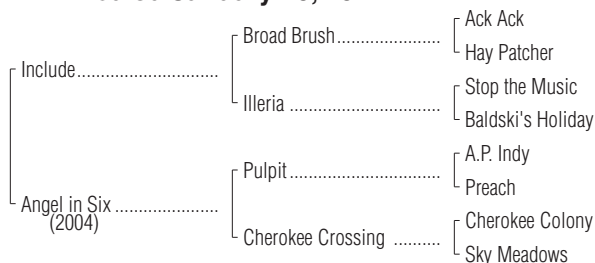 Broad Brush
Ack Ack
Hay Patcher
Include
Illeria
Stop the Music
Baldski's Holiday
Pulpit
A.P. Indy
Preach
Angel in Six
(2004)
Cherokee Crossing
Cherokee Colony
Sky Meadows